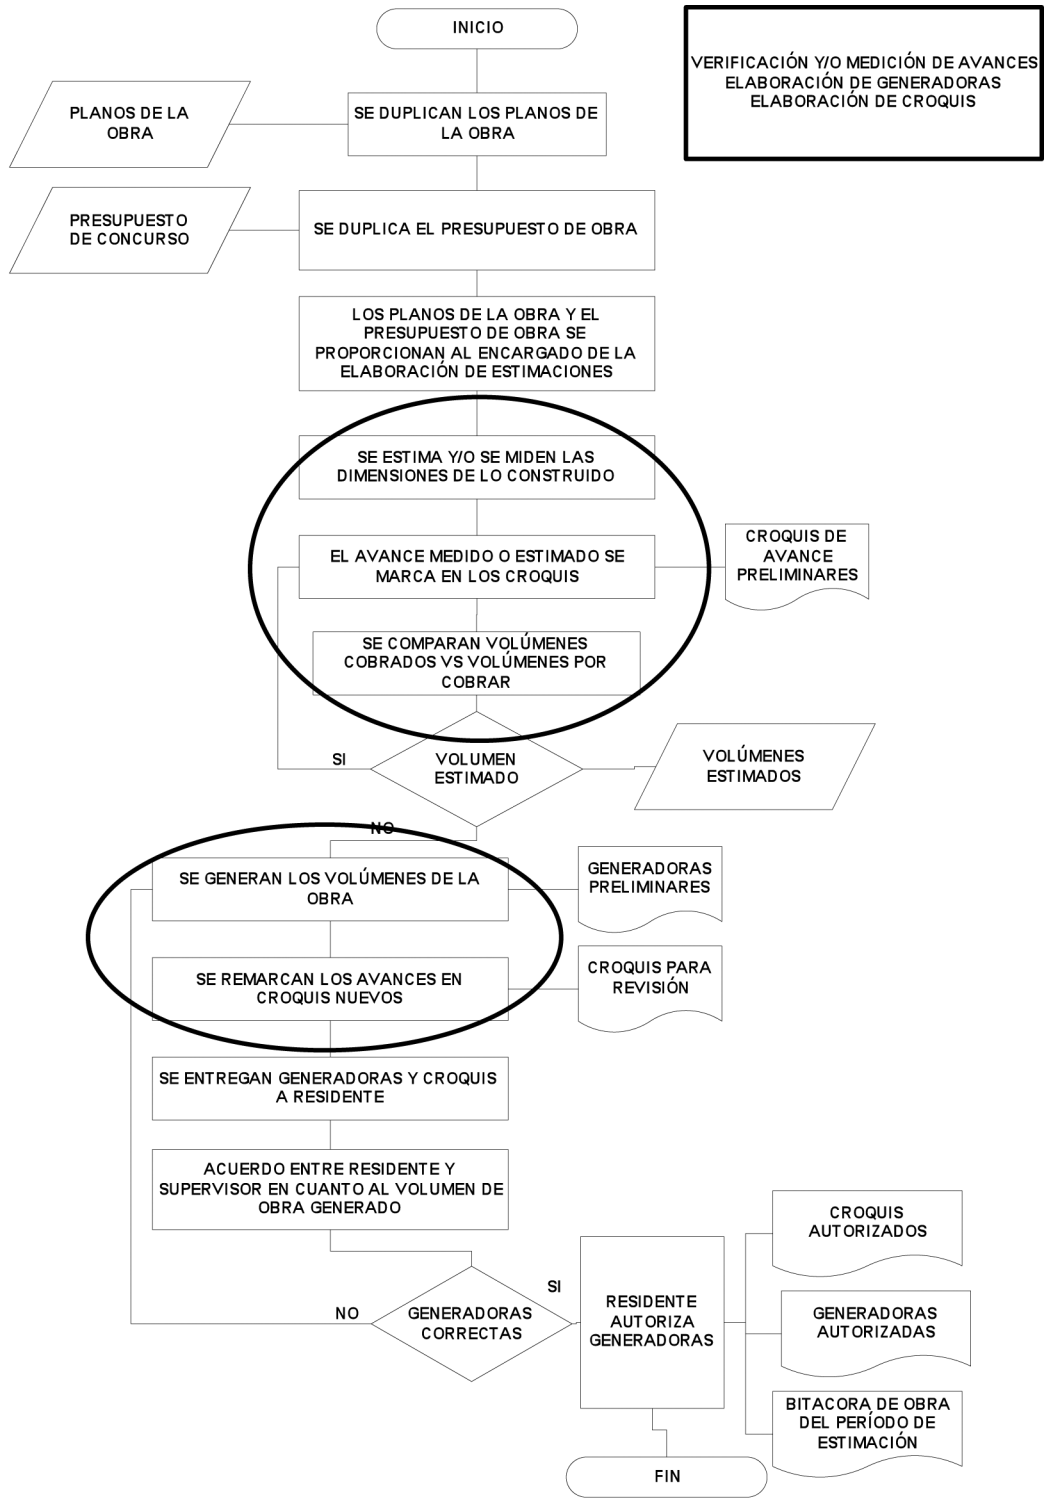 INICIO
VERIFICACIÓN Y/O MEDICIÓN DE AVANCES
ELABORACIÓN DE GENERADORAS
ELABORACIÓN DE CROQUIS
PLANOS DE LA
OBRA
SE DUPLICAN LOS PLANOS DE
LA OBRA
PRESUPUESTO
DE CONCURSO
SE DUPLICA EL PRESUPUESTO DE OBRA
LOS PLANOS DE LA OBRA Y EL
PRESUPUESTO DE OBRA SE
PROPORCIONAN AL ENCARGADO DE LA
ELABORACIÓN DE ESTIMACIONES
SE ESTIMA Y/O SE MIDEN LAS
DIMENSIONES DE LO CONSTRUIDO
EL AVANCE MEDIDO O ESTIMADO SE
MARCA EN LOS CROQUIS
CROQUIS DE
AVANCE
PRELIMINARES
SE COMPARAN VOLÚMENES
COBRADOS VS VOLÚMENES POR
COBRAR
SI
VOLUMEN
ESTIMADO
VOLÚMENES
ESTIMADOS
NO
SE GENERAN LOS VOLÚMENES DE LA
OBRA
GENERADORAS
PRELIMINARES
SE REMARCAN LOS AVANCES EN
CROQUIS NUEVOS
CROQUIS PARA
REVISIÓN
SE ENTREGAN GENERADORAS Y CROQUIS
A RESIDENTE
ACUERDO ENTRE RESIDENTE Y
SUPERVISOR EN CUANTO AL VOLUMEN DE
OBRA GENERADO
NO
GENERADORAS
CORRECTAS
SI
RESIDENTE
AUTORIZA
GENERADORAS
CROQUIS
AUTORIZADOS
GENERADORAS
AUTORIZADAS
BITACORA DE OBRA
DEL PERÍODO DE
ESTIMACIÓN
FIN